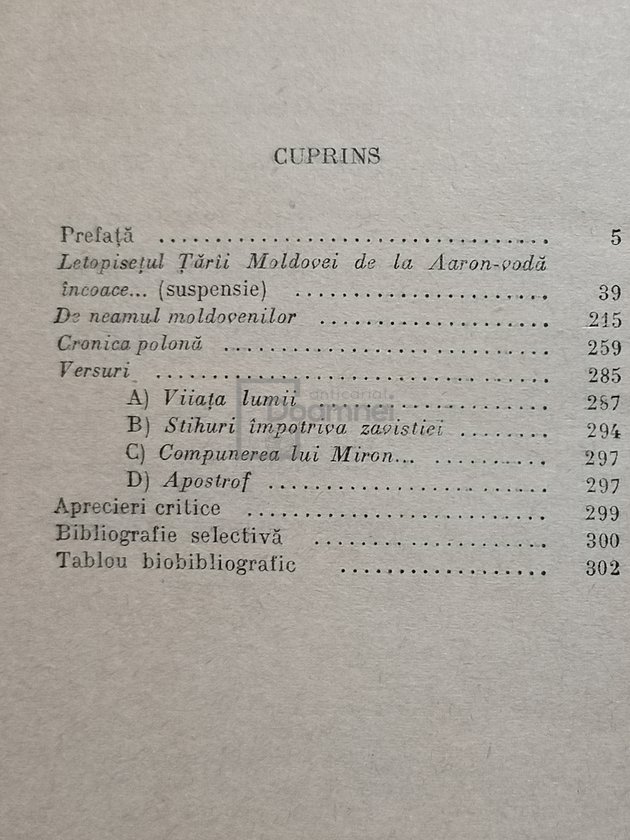 CUPRINS
Prefață .................................. 5
Letopisețul Țării Moldovei de la Aaron-vodă
încoace... (suspensie) ....................... 39
De neamul moldovenilor ..................... 215
Cronica polonă ............................. 259
Versuri .................................. 285
A) Viiața lumii ...................... 287
B) Stihuri împotriva zavistiei ........ 294
C) Compunerea lui Miron... ............ 297
D) Apostrof ......................... 297
Aprecieri critice ........................... 299
Bibliografie selectivă ..................... 300
Tablou biobibliografic ................... 302
anticariat
Doamnei